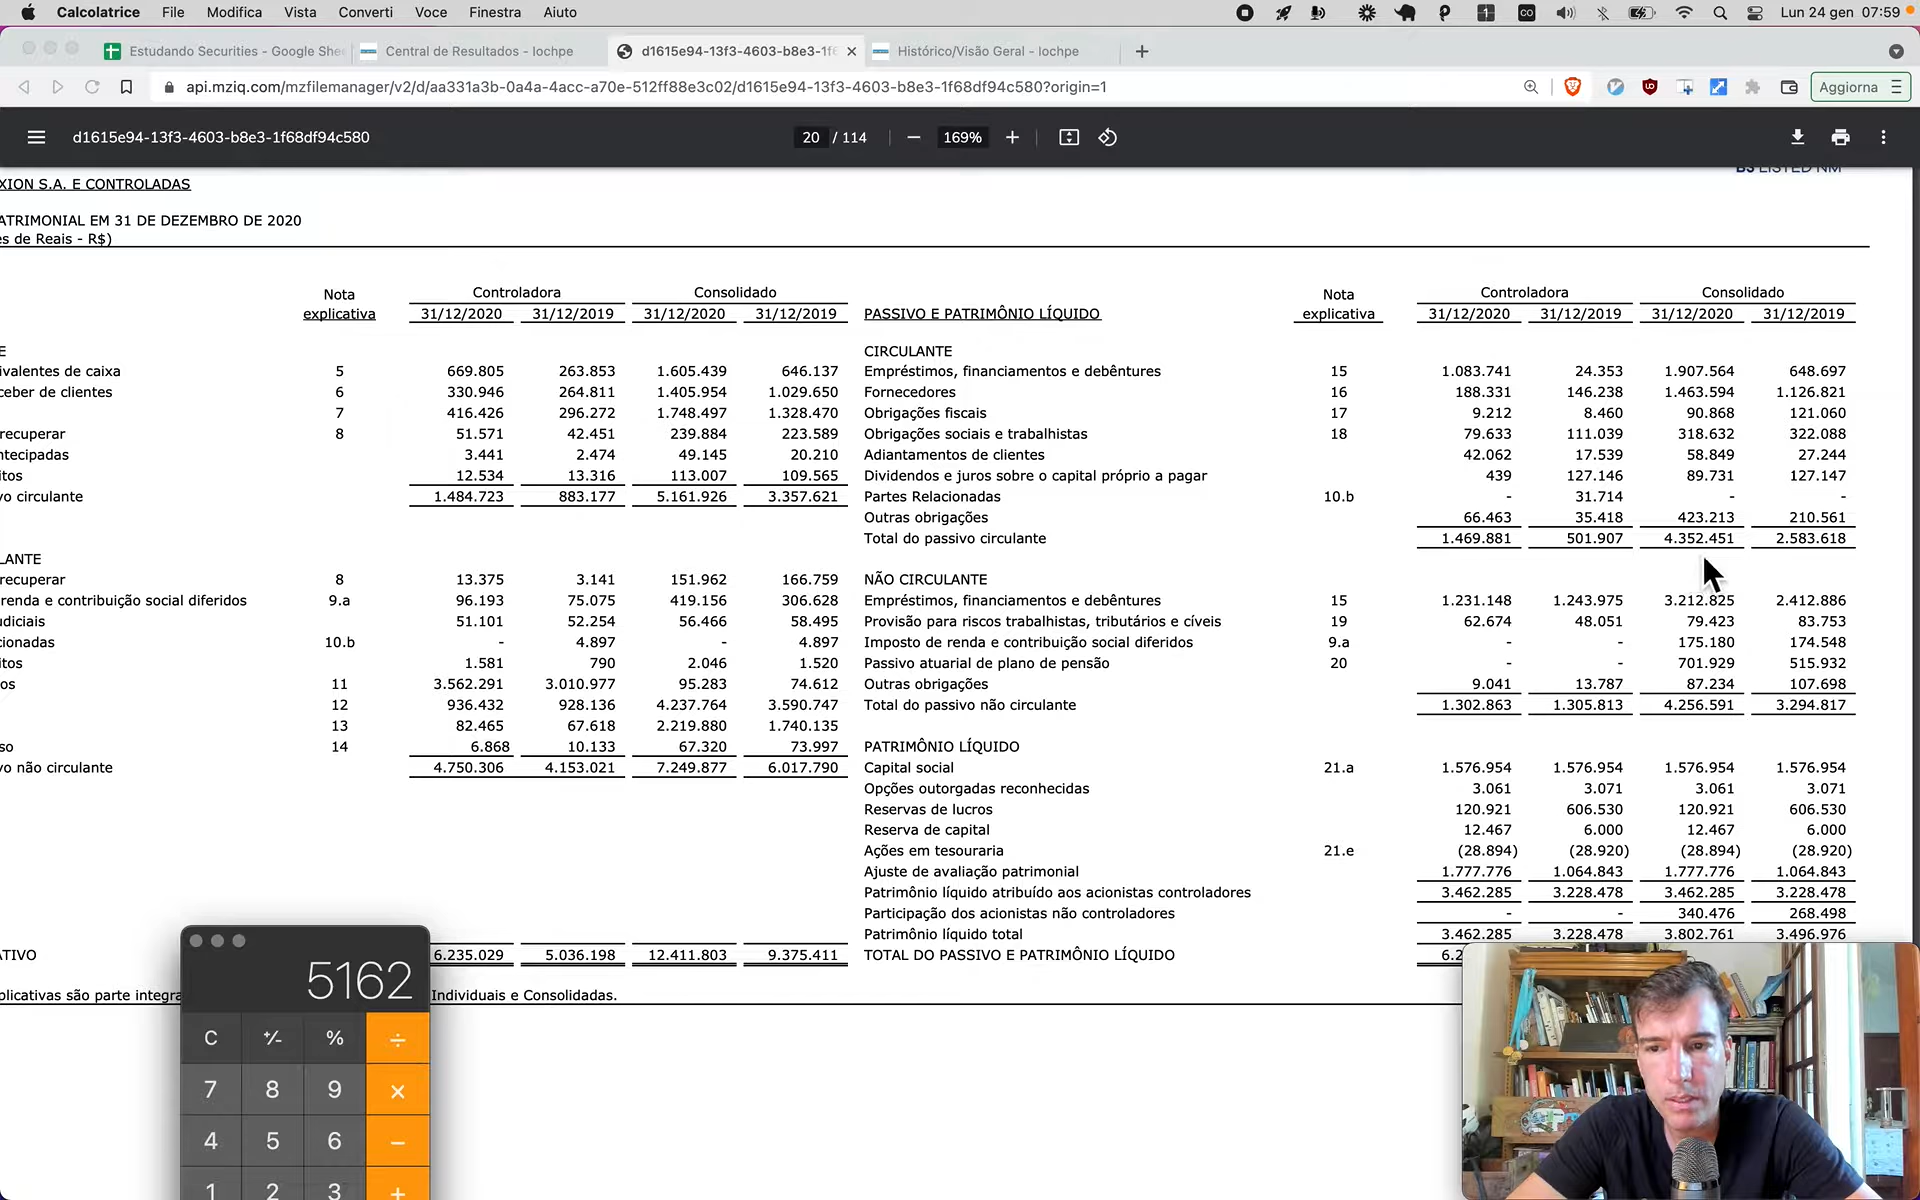 Calcolatrice File Modifica Vista Converti Voce Finestra Aiuto 1 CO Lun 24 gen 07:59
Estudando Securities - Google She Central de Resultados - Iochpe d1615e94-13f3-4603-b8e3-1f6 Histórico/Visão Geral - Iochpe
api.mziq.com/mzfilemanager/v2/d/aa331a3b-0a4a-4acc-a70e-512ff88e3c02/d1615e94-13f3-4603-b8e3-1f68df94c580?origin=1 Aggiorna
d1615e94-13f3-4603-b8e3-1f68df94c580 20 / 114 169%
B3 LISTED NM
XION S.A. E CONTROLADAS
ATRIMONIAL EM 31 DE DEZEMBRO DE 2020
es de Reais - R$)
Nota Controladora Consolidado
explicativa 31/12/2020 31/12/2019 31/12/2020 31/12/2019
E
ivalentes de caixa 5 669.805 263.853 1.605.439 646.137
ceber de clientes 6 330.946 264.811 1.405.954 1.029.650
7 416.426 296.272 1.748.497 1.328.470
recuperar 8 51.571 42.451 239.884 223.589
ntecipadas 3.441 2.474 49.145 20.210
itos 12.534 13.316 113.007 109.565
vo circulante 1.484.723 883.177 5.161.926 3.357.621
LANTE
recuperar 8 13.375 3.141 151.962 166.759
renda e contribuição social diferidos 9.a 96.193 75.075 419.156 306.628
udiciais 51.101 52.254 56.466 58.495
cionadas 10.b - 4.897 - 4.897
itos 1.581 790 2.046 1.520
os 11 3.562.291 3.010.977 95.283 74.612
12 936.432 928.136 4.237.764 3.590.747
13 82.465 67.618 2.219.880 1.740.135
so 14 6.868 10.133 67.320 73.997
vo não circulante 4.750.306 4.153.021 7.249.877 6.017.790
ATIVO 6.235.029 5.036.198 12.411.803 9.375.411
plicativas são parte integra Individuais e Consolidadas.
Nota Controladora Consolidado
PASSIVO E PATRIMÔNIO LÍQUIDO explicativa 31/12/2020 31/12/2019 31/12/2020 31/12/2019
CIRCULANTE
Empréstimos, financiamentos e debêntures 15 1.083.741 24.353 1.907.564 648.697
Fornecedores 16 188.331 146.238 1.463.594 1.126.821
Obrigações fiscais 17 9.212 8.460 90.868 121.060
Obrigações sociais e trabalhistas 18 79.633 111.039 318.632 322.088
Adiantamentos de clientes 42.062 17.539 58.849 27.244
Dividendos e juros sobre o capital próprio a pagar 439 127.146 89.731 127.147
Partes Relacionadas 10.b - 31.714 - -
Outras obrigações 66.463 35.418 423.213 210.561
Total do passivo circulante 1.469.881 501.907 4.352.451 2.583.618
NÃO CIRCULANTE
Empréstimos, financiamentos e debêntures 15 1.231.148 1.243.975 3.212.825 2.412.886
Provisão para riscos trabalhistas, tributários e cíveis 19 62.674 48.051 79.423 83.753
Imposto de renda e contribuição social diferidos 9.a - - 175.180 174.548
Passivo atuarial de plano de pensão 20 - - 701.929 515.932
Outras obrigações 9.041 13.787 87.234 107.698
Total do passivo não circulante 1.302.863 1.305.813 4.256.591 3.294.817
PATRIMÔNIO LÍQUIDO
Capital social 21.a 1.576.954 1.576.954 1.576.954 1.576.954
Opções outorgadas reconhecidas 3.061 3.071 3.061 3.071
Reservas de lucros 120.921 606.530 120.921 606.530
Reserva de capital 12.467 6.000 12.467 6.000
Ações em tesouraria 21.e (28.894) (28.920) (28.894) (28.920)
Ajuste de avaliação patrimonial 1.777.776 1.064.843 1.777.776 1.064.843
Patrimônio líquido atribuído aos acionistas controladores 3.462.285 3.228.478 3.462.285 3.228.478
Participação dos acionistas não controladores - - 340.476 268.498
Patrimônio líquido total 3.462.285 3.228.478 3.802.761 3.496.976
TOTAL DO PASSIVO E PATRIMÔNIO LÍQUIDO 6.2
5162
C +/- % ÷
7 8 9 ×
4 5 6 −
1 2 3 +